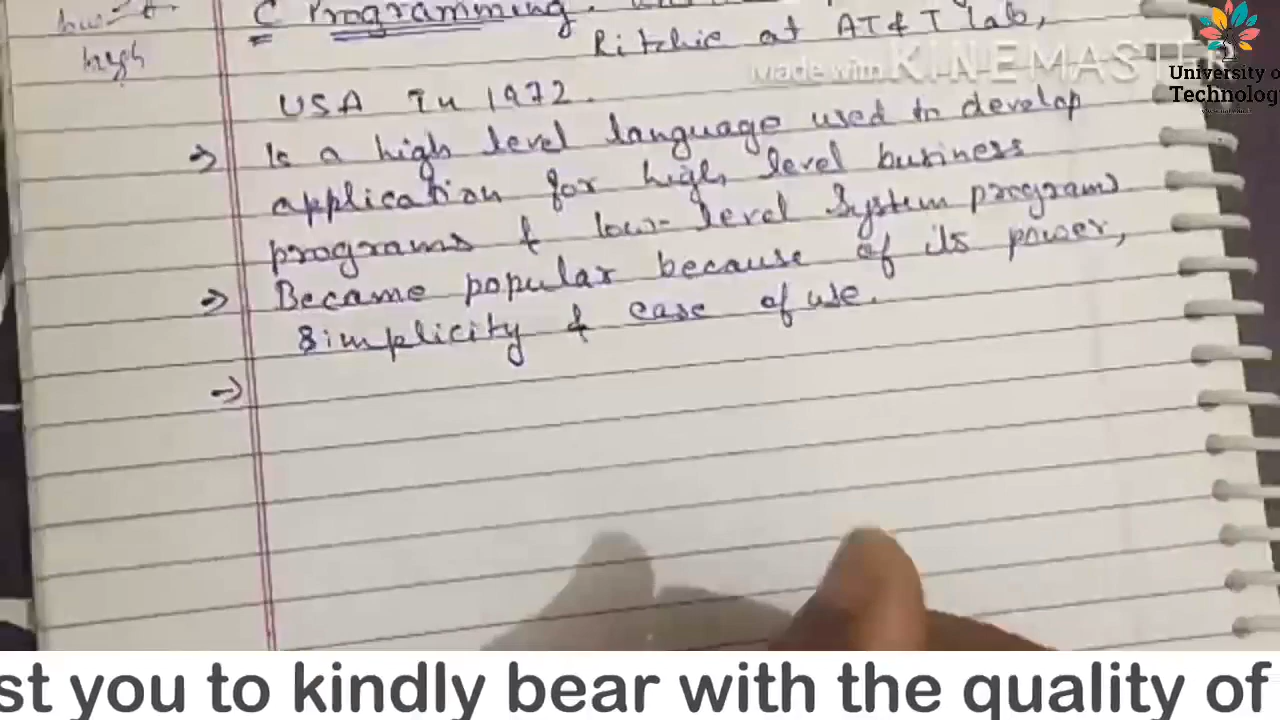 low
high
C Programming.
Ritchie at AT & T lab,
USA in 1972.
Made with KINEMASTER
University o
Technology
⇒ Is a high level language used to develop
application for high level business
programs & low-level System programs
⇒ Became popular because of its power,
simplicity & ease of use.
⇒
st you to kindly bear with the quality of